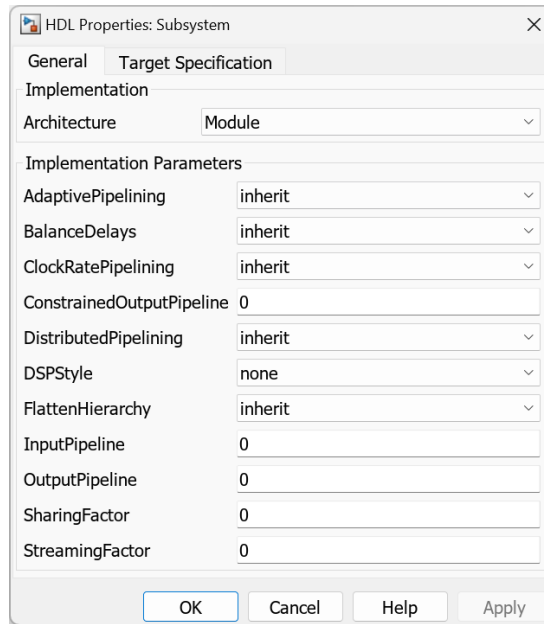 HDL Properties: Subsystem
General Target Specification
Implementation
Architecture Module
Implementation Parameters
AdaptivePipelining inherit
BalanceDelays inherit
ClockRatePipelining inherit
ConstrainedOutputPipeline 0
DistributedPipelining inherit
DSPStyle none
FlattenHierarchy inherit
InputPipeline 0
OutputPipeline 0
SharingFactor 0
StreamingFactor 0
OK Cancel Help Apply